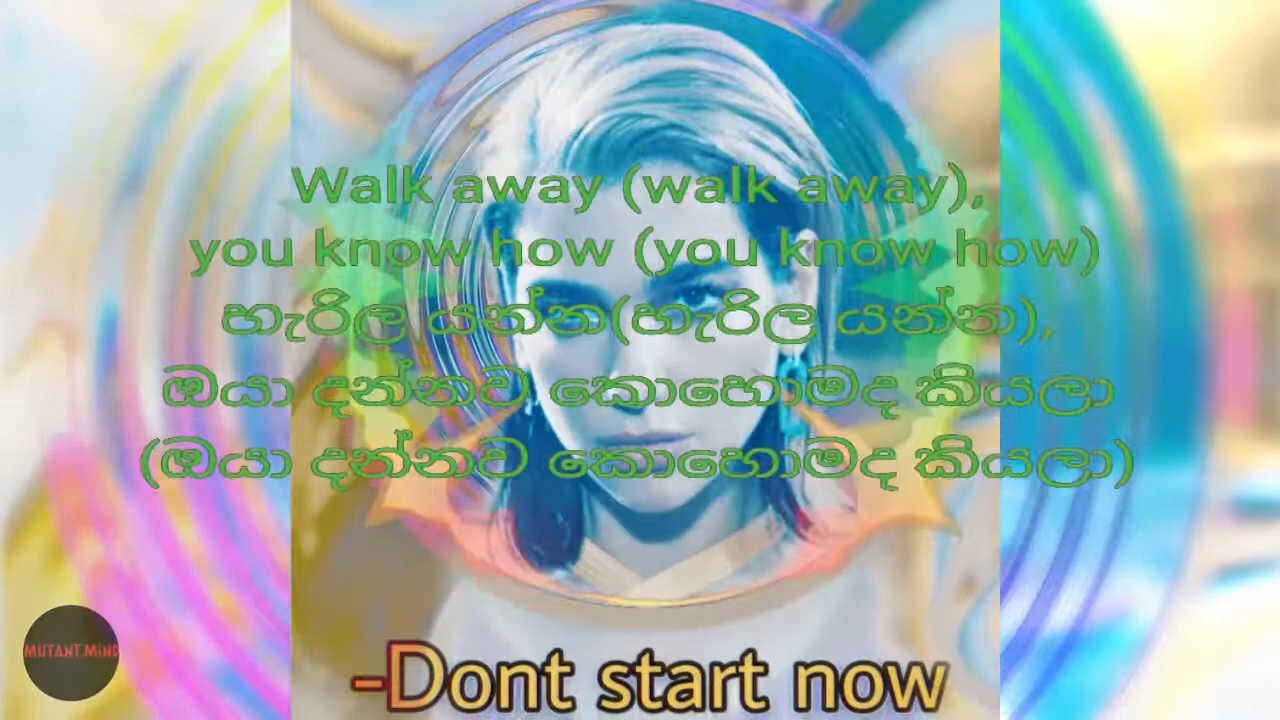 Walk away (walk away),
you know how (you know how)
හැරිල යන්න(හැරිල යන්න),
ඔයා දන්නව කොහොමද කියලා
(ඔයා දන්නව කොහොමද කියලා)
MUTANT.MIND
-Dont start now